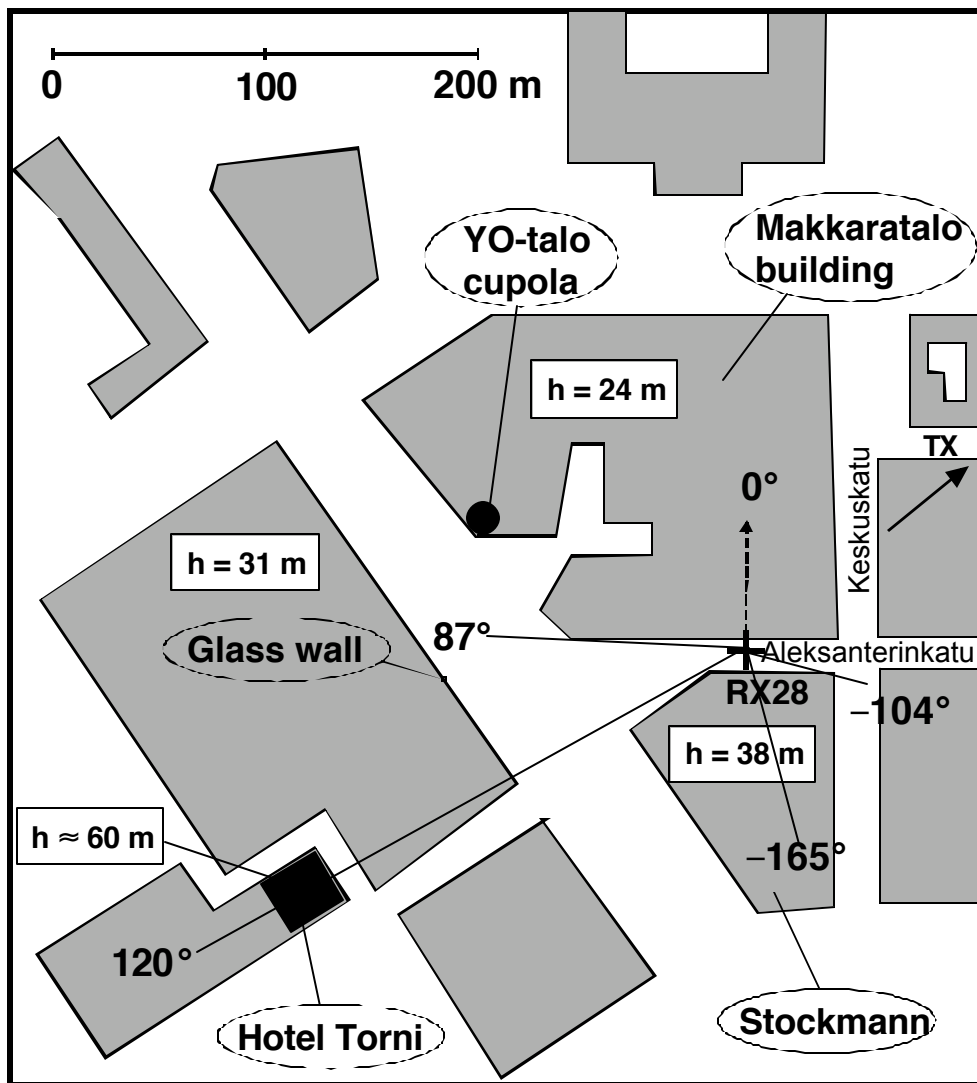 0 100 200 m
YO-talo
cupola
Makkaratalo
building
h = 24 m
TX
Keskuskatu
0°
h = 31 m
Glass wall
87°
Aleksanterinkatu
RX28
−104°
h = 38 m
h ≈ 60 m
−165°
120°
Hotel Torni
Stockmann